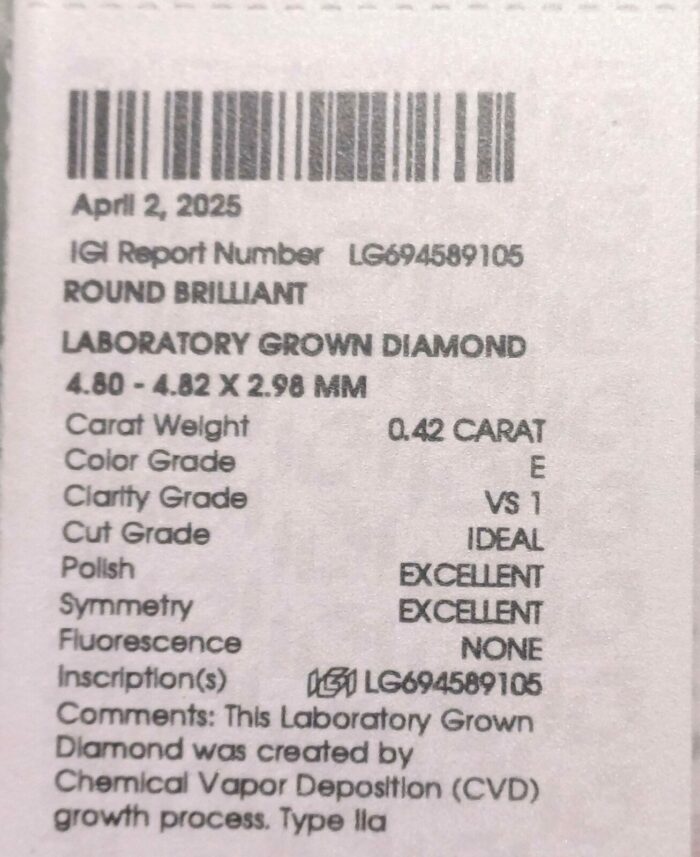 April 2, 2025
IGI Report Number LG694589105
ROUND BRILLIANT
LABORATORY GROWN DIAMOND
4.80 - 4.82 X 2.98 MM
Carat Weight 0.42 CARAT
Color Grade E
Clarity Grade VS 1
Cut Grade IDEAL
Polish EXCELLENT
Symmetry EXCELLENT
Fluorescence NONE
Inscription(s) IGI LG694589105
Comments: This Laboratory Grown
Diamond was created by
Chemical Vapor Deposition (CVD)
growth process. Type IIa